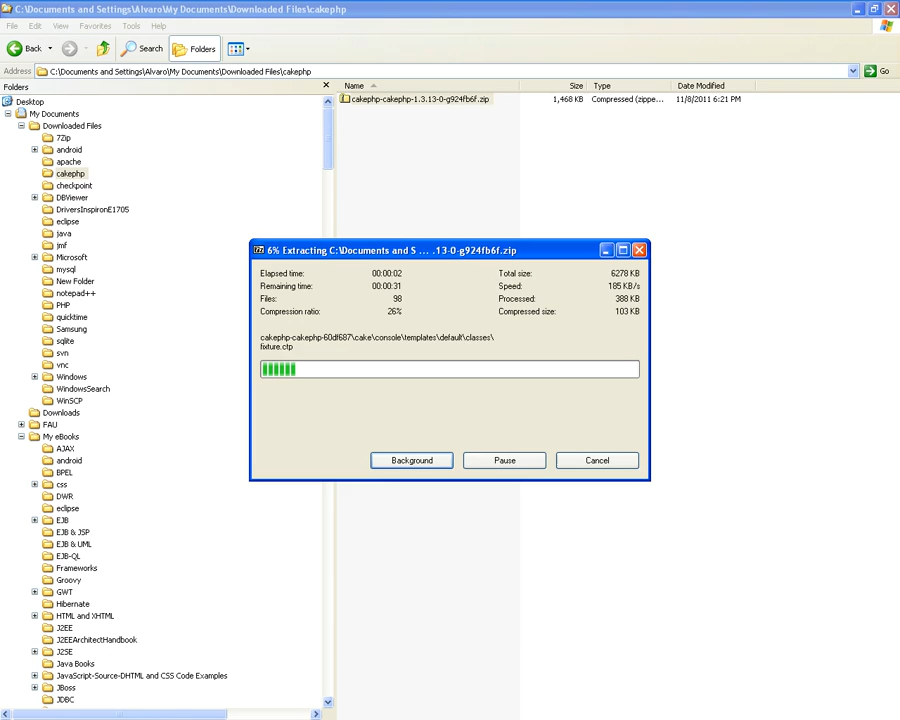 C:\Documents and Settings\Alvaro\My Documents\Downloaded Files\cakephp
File Edit View Favorites Tools Help
Back Search Folders
Address C:\Documents and Settings\Alvaro\My Documents\Downloaded Files\cakephp Go
Folders
Name Size Type Date Modified
cakephp-cakephp-1.3.13-0-g924fb6f.zip 1,468 KB Compressed (zippe... 11/8/2011 6:21 PM
Desktop
My Documents
Downloaded Files
7Zip
android
apache
cakephp
checkpoint
DBViewer
DriversInspironE1705
eclipse
java
jmf
Microsoft
mysql
New Folder
notepad++
PHP
quicktime
Samsung
sqlite
svn
vnc
Windows
WindowsSearch
WinSCP
Downloads
FAU
My eBooks
AJAX
android
BPEL
css
DWR
eclipse
EJB
EJB & JSP
EJB & UML
EJB-QL
Frameworks
Groovy
GWT
Hibernate
HTML and XHTML
J2EE
J2EEArchitectHandbook
J2SE
Java Books
JavaScript-Source-DHTML and CSS Code Examples
JBoss
JDBC
6% Extracting C:\Documents and S ... .13-0-g924fb6f.zip
Elapsed time: 00:00:02 Total size: 6278 KB
Remaining time: 00:00:31 Speed: 185 KB/s
Files: 98 Processed: 388 KB
Compression ratio: 26% Compressed size: 103 KB
cakephp-cakephp-60df687\cake\console\templates\default\classes\
fixture.ctp
Background Pause Cancel